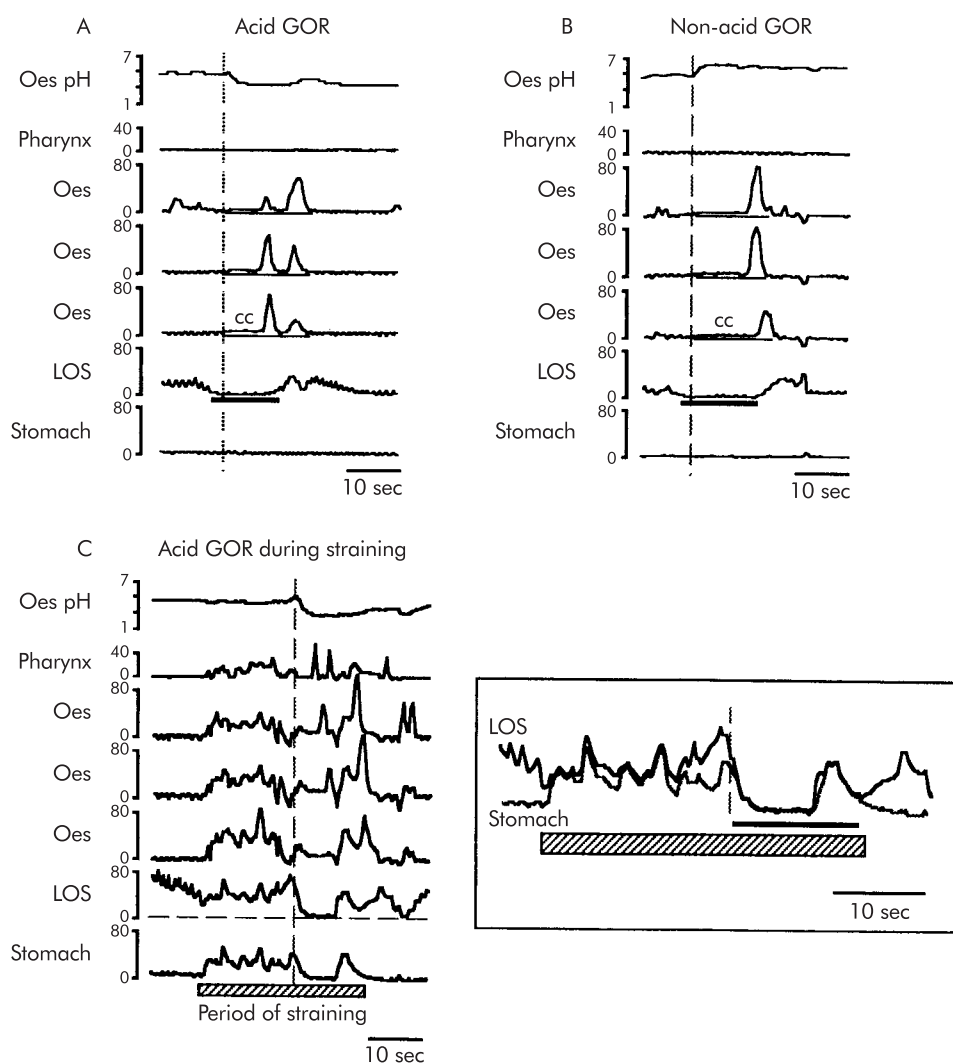 A Acid GOR
Oes pH 7 1
Pharynx 40 0
Oes 80 0
Oes 80 0
Oes 80 0
cc
LOS 80 0
Stomach 80 0
10 sec
B Non-acid GOR
Oes pH 7 1
Pharynx 40 0
Oes 80 0
Oes 80 0
Oes 80 0
cc
LOS 80 0
Stomach 80 0
10 sec
C Acid GOR during straining
Oes pH 7 1
Pharynx 40 0
Oes 80 0
Oes 80 0
Oes 80 0
LOS 80 0
Stomach 80 0
Period of straining
10 sec
LOS
Stomach
10 sec